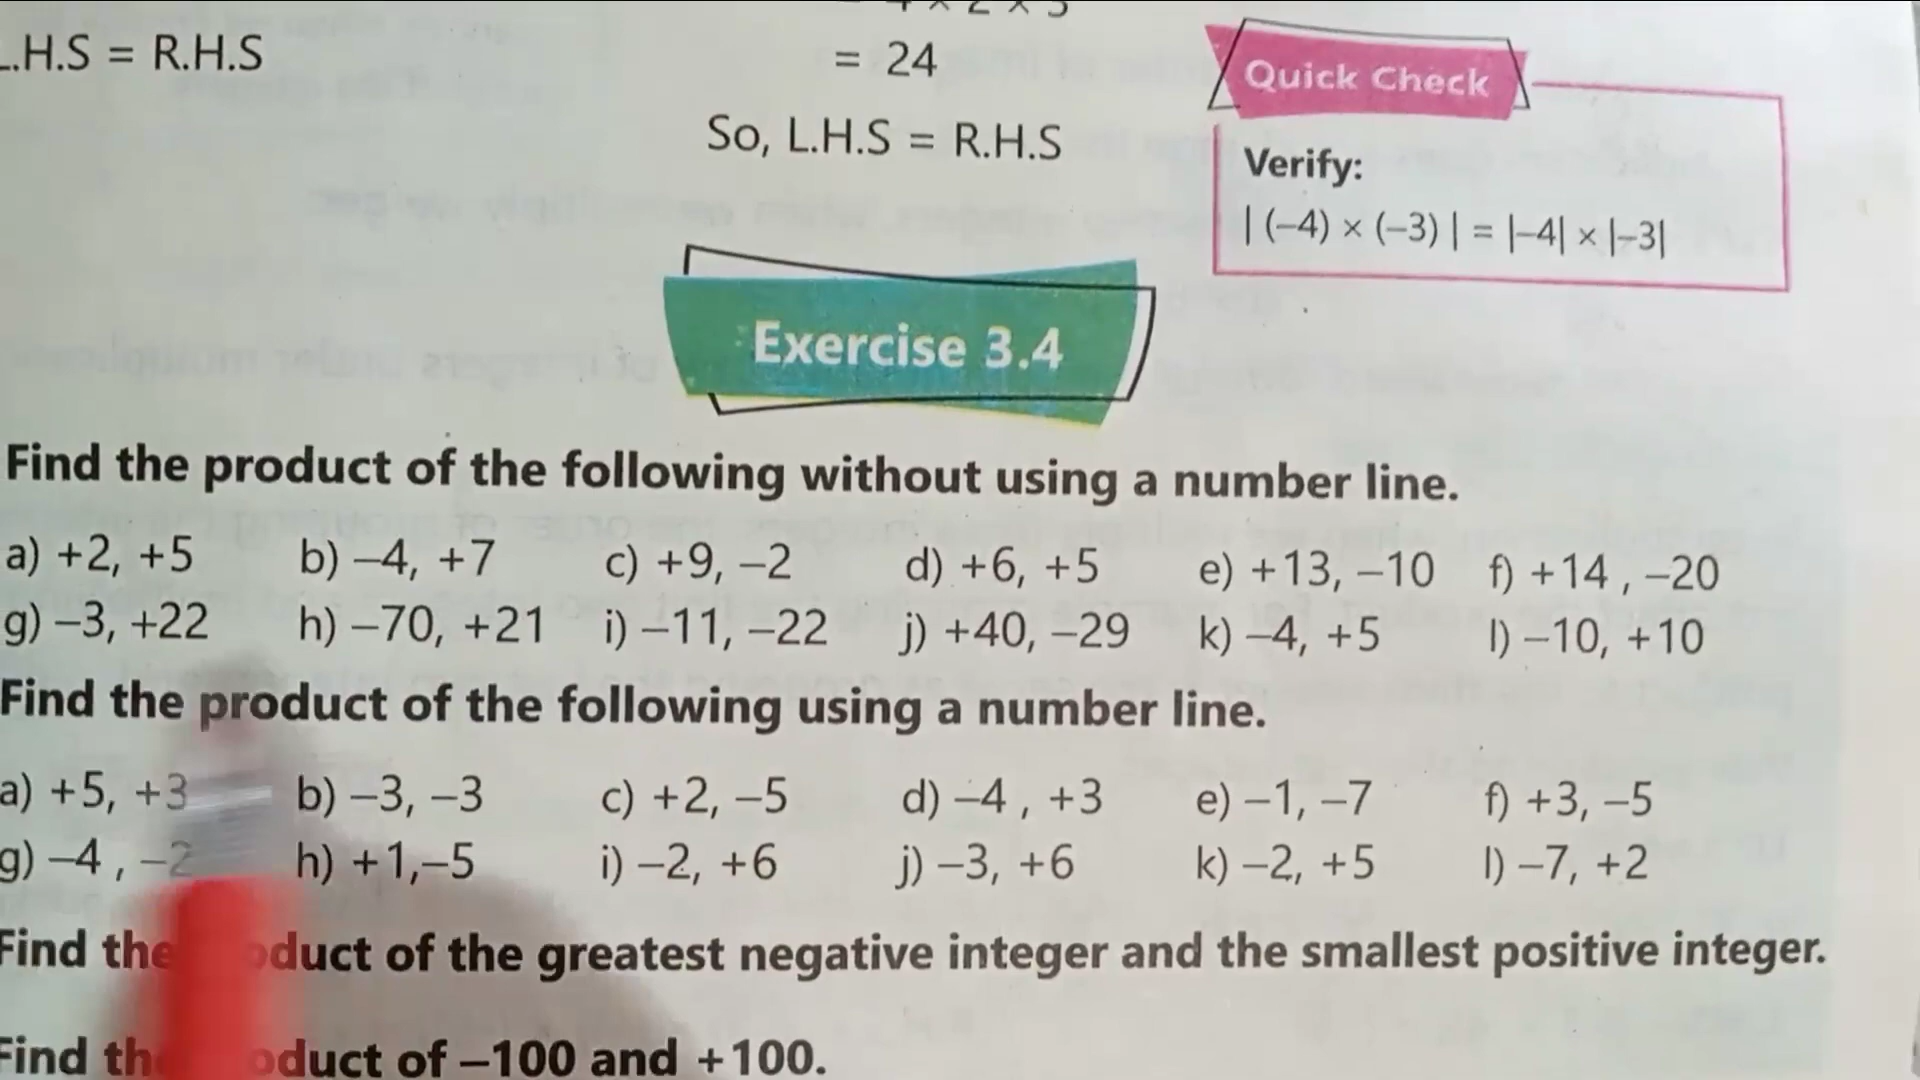 L.H.S = R.H.S
= 24
So, L.H.S = R.H.S
Quick Check
Verify:
| (–4) × (–3) | = |–4| × |–3|
Exercise 3.4
Find the product of the following without using a number line.
a) +2, +5 b) –4, +7 c) +9, –2 d) +6, +5 e) +13, –10 f) +14 , –20
g) –3, +22 h) –70, +21 i) –11, –22 j) +40, –29 k) –4, +5 l) –10, +10
Find the product of the following using a number line.
a) +5, +3 b) –3, –3 c) +2, –5 d) –4 , +3 e) –1, –7 f) +3, –5
g) –4 , –2 h) +1,–5 i) –2, +6 j) –3, +6 k) –2, +5 l) –7, +2
Find the oduct of the greatest negative integer and the smallest positive integer.
Find th oduct of –100 and +100.